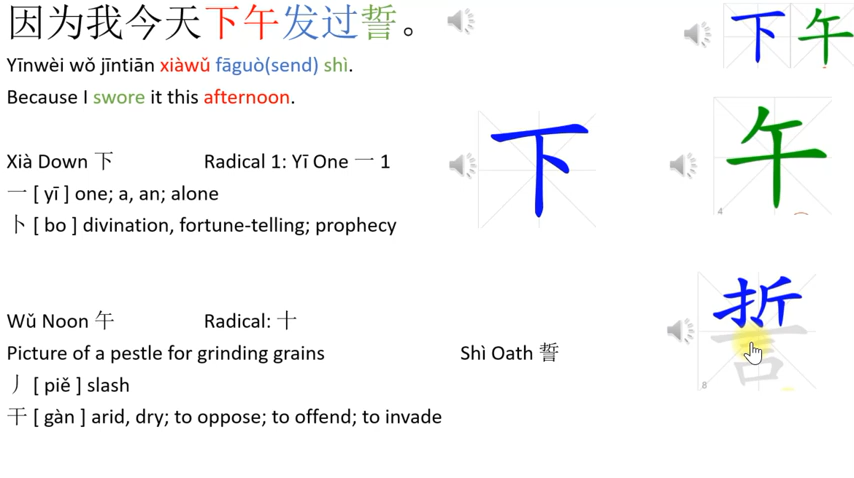 因为我今天下午发过誓。
下午
Yīnwèi wǒ jīntiān xiàwǔ fāguò(send) shì.
Because I swore it this afternoon.
下
午
4
Xià Down 下 Radical 1: Yī One 一 1
一 [ yī ] one; a, an; alone
卜 [ bo ] divination, fortune-telling; prophecy
誓
8
Wǔ Noon 午 Radical: 十
Picture of a pestle for grinding grains
Shì Oath 誓
丿 [ piě ] slash
干 [ gàn ] arid, dry; to oppose; to offend; to invade